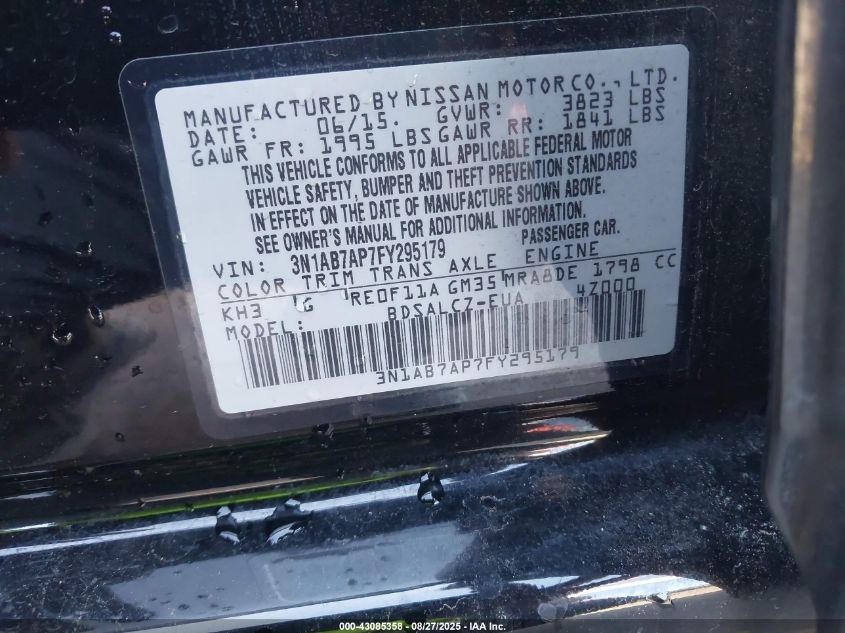 MANUFACTURED BY NISSAN MOTOR CO., LTD.
DATE: 06/15. GVWR: 3823 LBS
GAWR FR: 1995 LBS GAWR RR: 1841 LBS
THIS VEHICLE CONFORMS TO ALL APPLICABLE FEDERAL MOTOR
VEHICLE SAFETY, BUMPER AND THEFT PREVENTION STANDARDS
IN EFFECT ON THE DATE OF MANUFACTURE SHOWN ABOVE.
SEE OWNER'S MANUAL FOR ADDITIONAL INFORMATION.
VIN: 3N1AB7AP7FY295179 PASSENGER CAR.
COLOR TRIM TRANS AXLE ENGINE
KH3 G RE0F11A GM35 MRA8DE 1798 CC
MODEL: BDSALCZ-EUA 4Z000
3N1AB7AP7FY295179
000-43085358 - 08/27/2025 - IAA Inc.